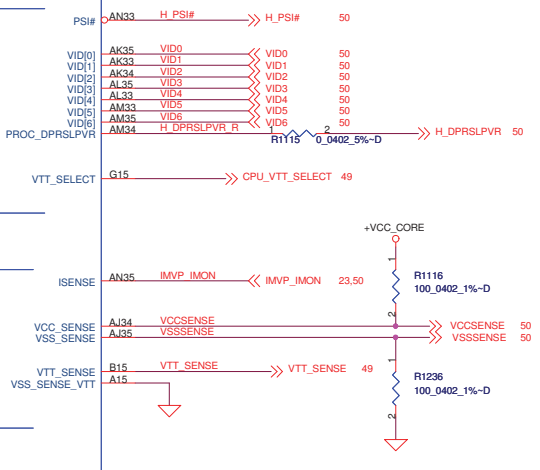 PSI# AN33 H_PSI# H_PSI# 50
VID[0] AK35 VID0 VID0 50
VID[1] AK33 VID1 VID1 50
VID[2] AK34 VID2 VID2 50
VID[3] AL35 VID3 VID3 50
VID[4] AL33 VID4 VID4 50
VID[5] AM33 VID5 VID5 50
VID[6] AM35 VID6 VID6 50
PROC_DPRSLPVR AM34 H_DPRSLPVR_R 1 2 H_DPRSLPVR 50
R1115 0_0402_5%~D
VTT_SELECT G15 CPU_VTT_SELECT 49
+VCC_CORE
1
ISENSE AN35 IMVP_IMON IMVP_IMON 23,50
R1116
100_0402_1%~D
2
VCC_SENSE AJ34 VCCSENSE VCCSENSE 50
VSS_SENSE AJ35 VSSSENSE VSSSENSE 50
1
VTT_SENSE B15 VTT_SENSE VTT_SENSE 49
VSS_SENSE_VTT A15
R1236
100_0402_1%~D
2